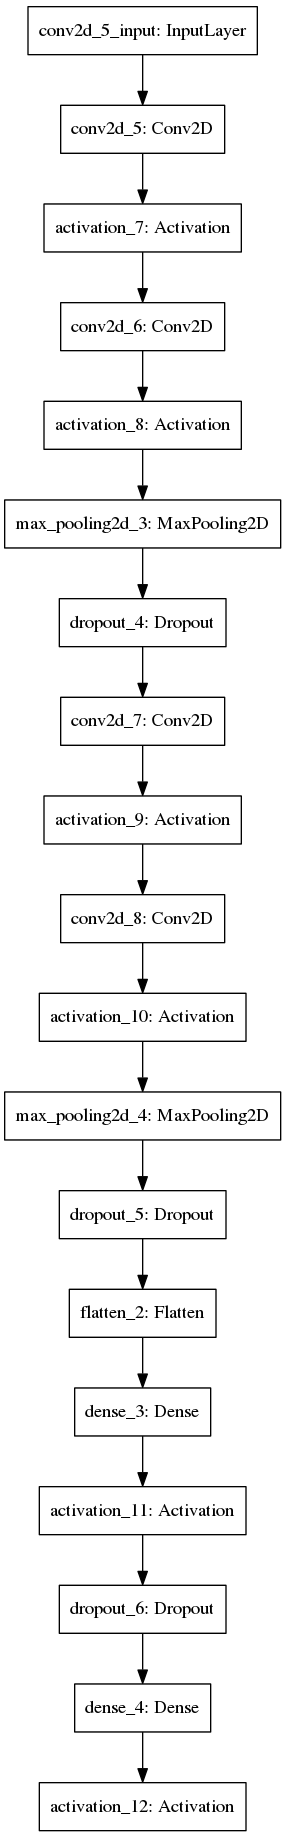 conv2d_5_input: InputLayer
conv2d_5: Conv2D
activation_7: Activation
conv2d_6: Conv2D
activation_8: Activation
max_pooling2d_3: MaxPooling2D
dropout_4: Dropout
conv2d_7: Conv2D
activation_9: Activation
conv2d_8: Conv2D
activation_10: Activation
max_pooling2d_4: MaxPooling2D
dropout_5: Dropout
flatten_2: Flatten
dense_3: Dense
activation_11: Activation
dropout_6: Dropout
dense_4: Dense
activation_12: Activation